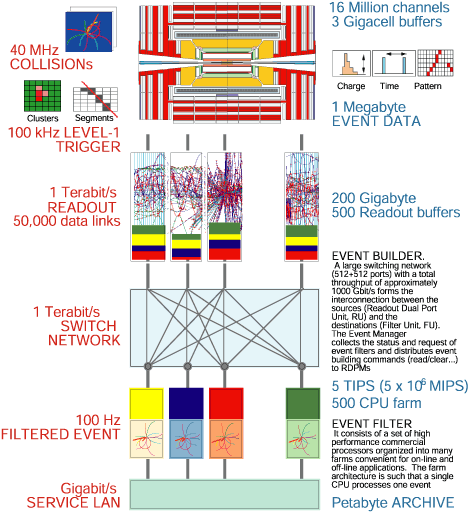 16 Million channels
3 Gigacell buffers
40 MHz
COLLISIONs
Charge
Time
Pattern
Clusters
Segments
1 Megabyte
EVENT DATA
100 kHz LEVEL-1
TRIGGER
1 Terabit/s
READOUT
50,000 data links
200 Gigabyte
500 Readout buffers
EVENT BUILDER.
A large switching network
(512+512 ports) with a total
throughput of approximately
1000 Gbit/s forms the
interconnection between the
sources (Readout Dual Port
Unit, RU) and the
destinations (Filter Unit, FU).
The Event Manager
collects the status and request of
event filters and distributes event
building commands (read/clear...)
to RDPMs
1 Terabit/s
SWITCH
NETWORK
5 TIPS (5 x 10⁶ MIPS)
500 CPU farm
100 Hz
FILTERED EVENT
EVENT FILTER
It consists of a set of high
performance commercial
processors organized into many
farms convenient for on-line and
off-line applications. The farm
architecture is such that a single
CPU processes one event
Gigabit/s
SERVICE LAN
Petabyte ARCHIVE